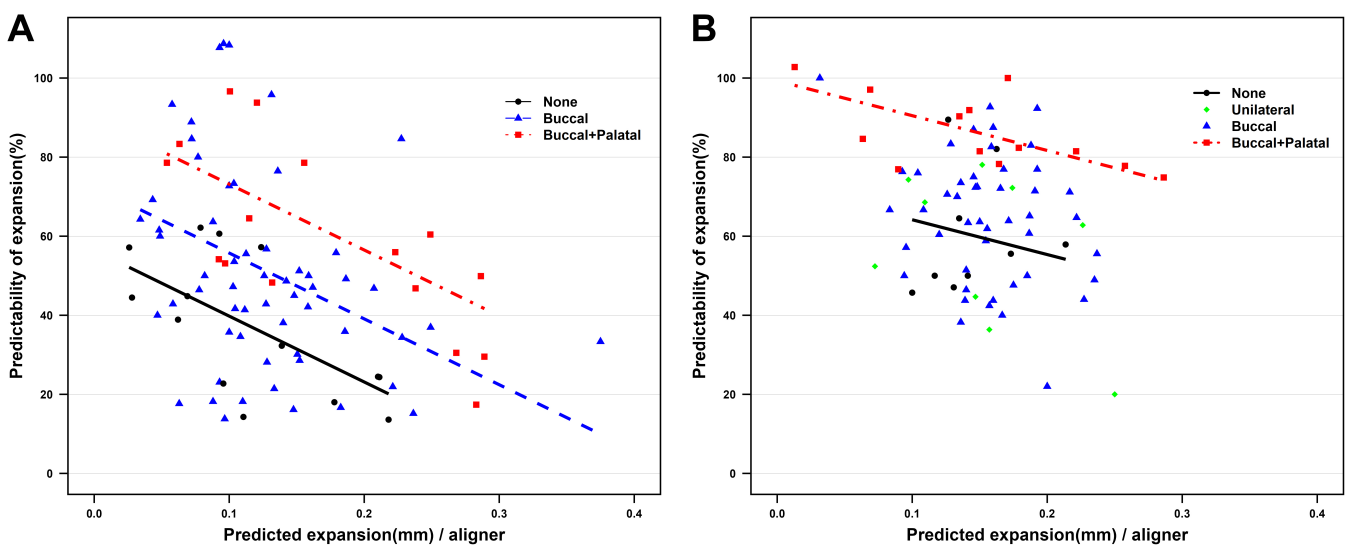 A
Predictability of expansion(%)
100
80
60
40
20
0
None
Buccal
Buccal+Palatal
0.0 0.1 0.2 0.3 0.4
Predicted expansion(mm) / aligner
B
Predictability of expansion(%)
100
80
60
40
20
0
None
Unilateral
Buccal
Buccal+Palatal
0.0 0.1 0.2 0.3 0.4
Predicted expansion(mm) / aligner